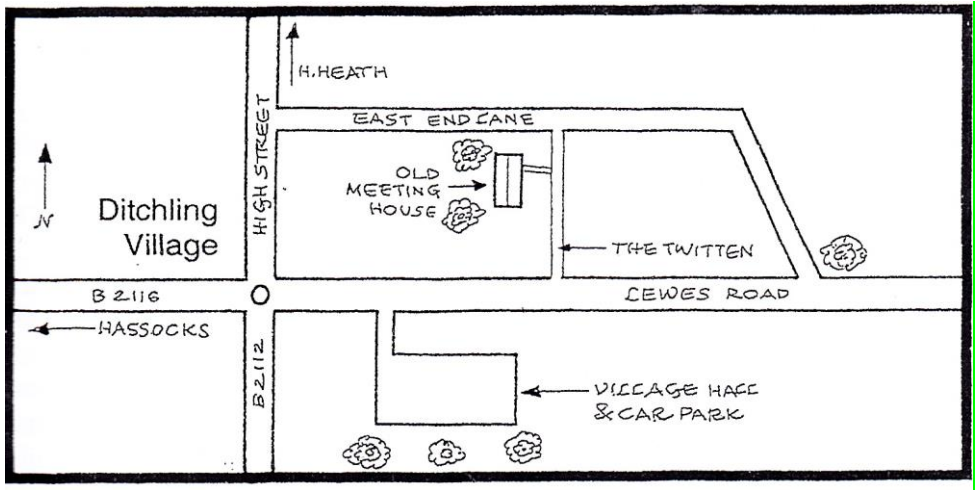 H.HEATH
HIGH STREET
EAST END LANE
OLD
MEETING
HOUSE
N
Ditchling
Village
THE TWITTEN
B 2116
LEWES ROAD
HASSOCKS
B2112
VILLAGE HALL
& CAR PARK